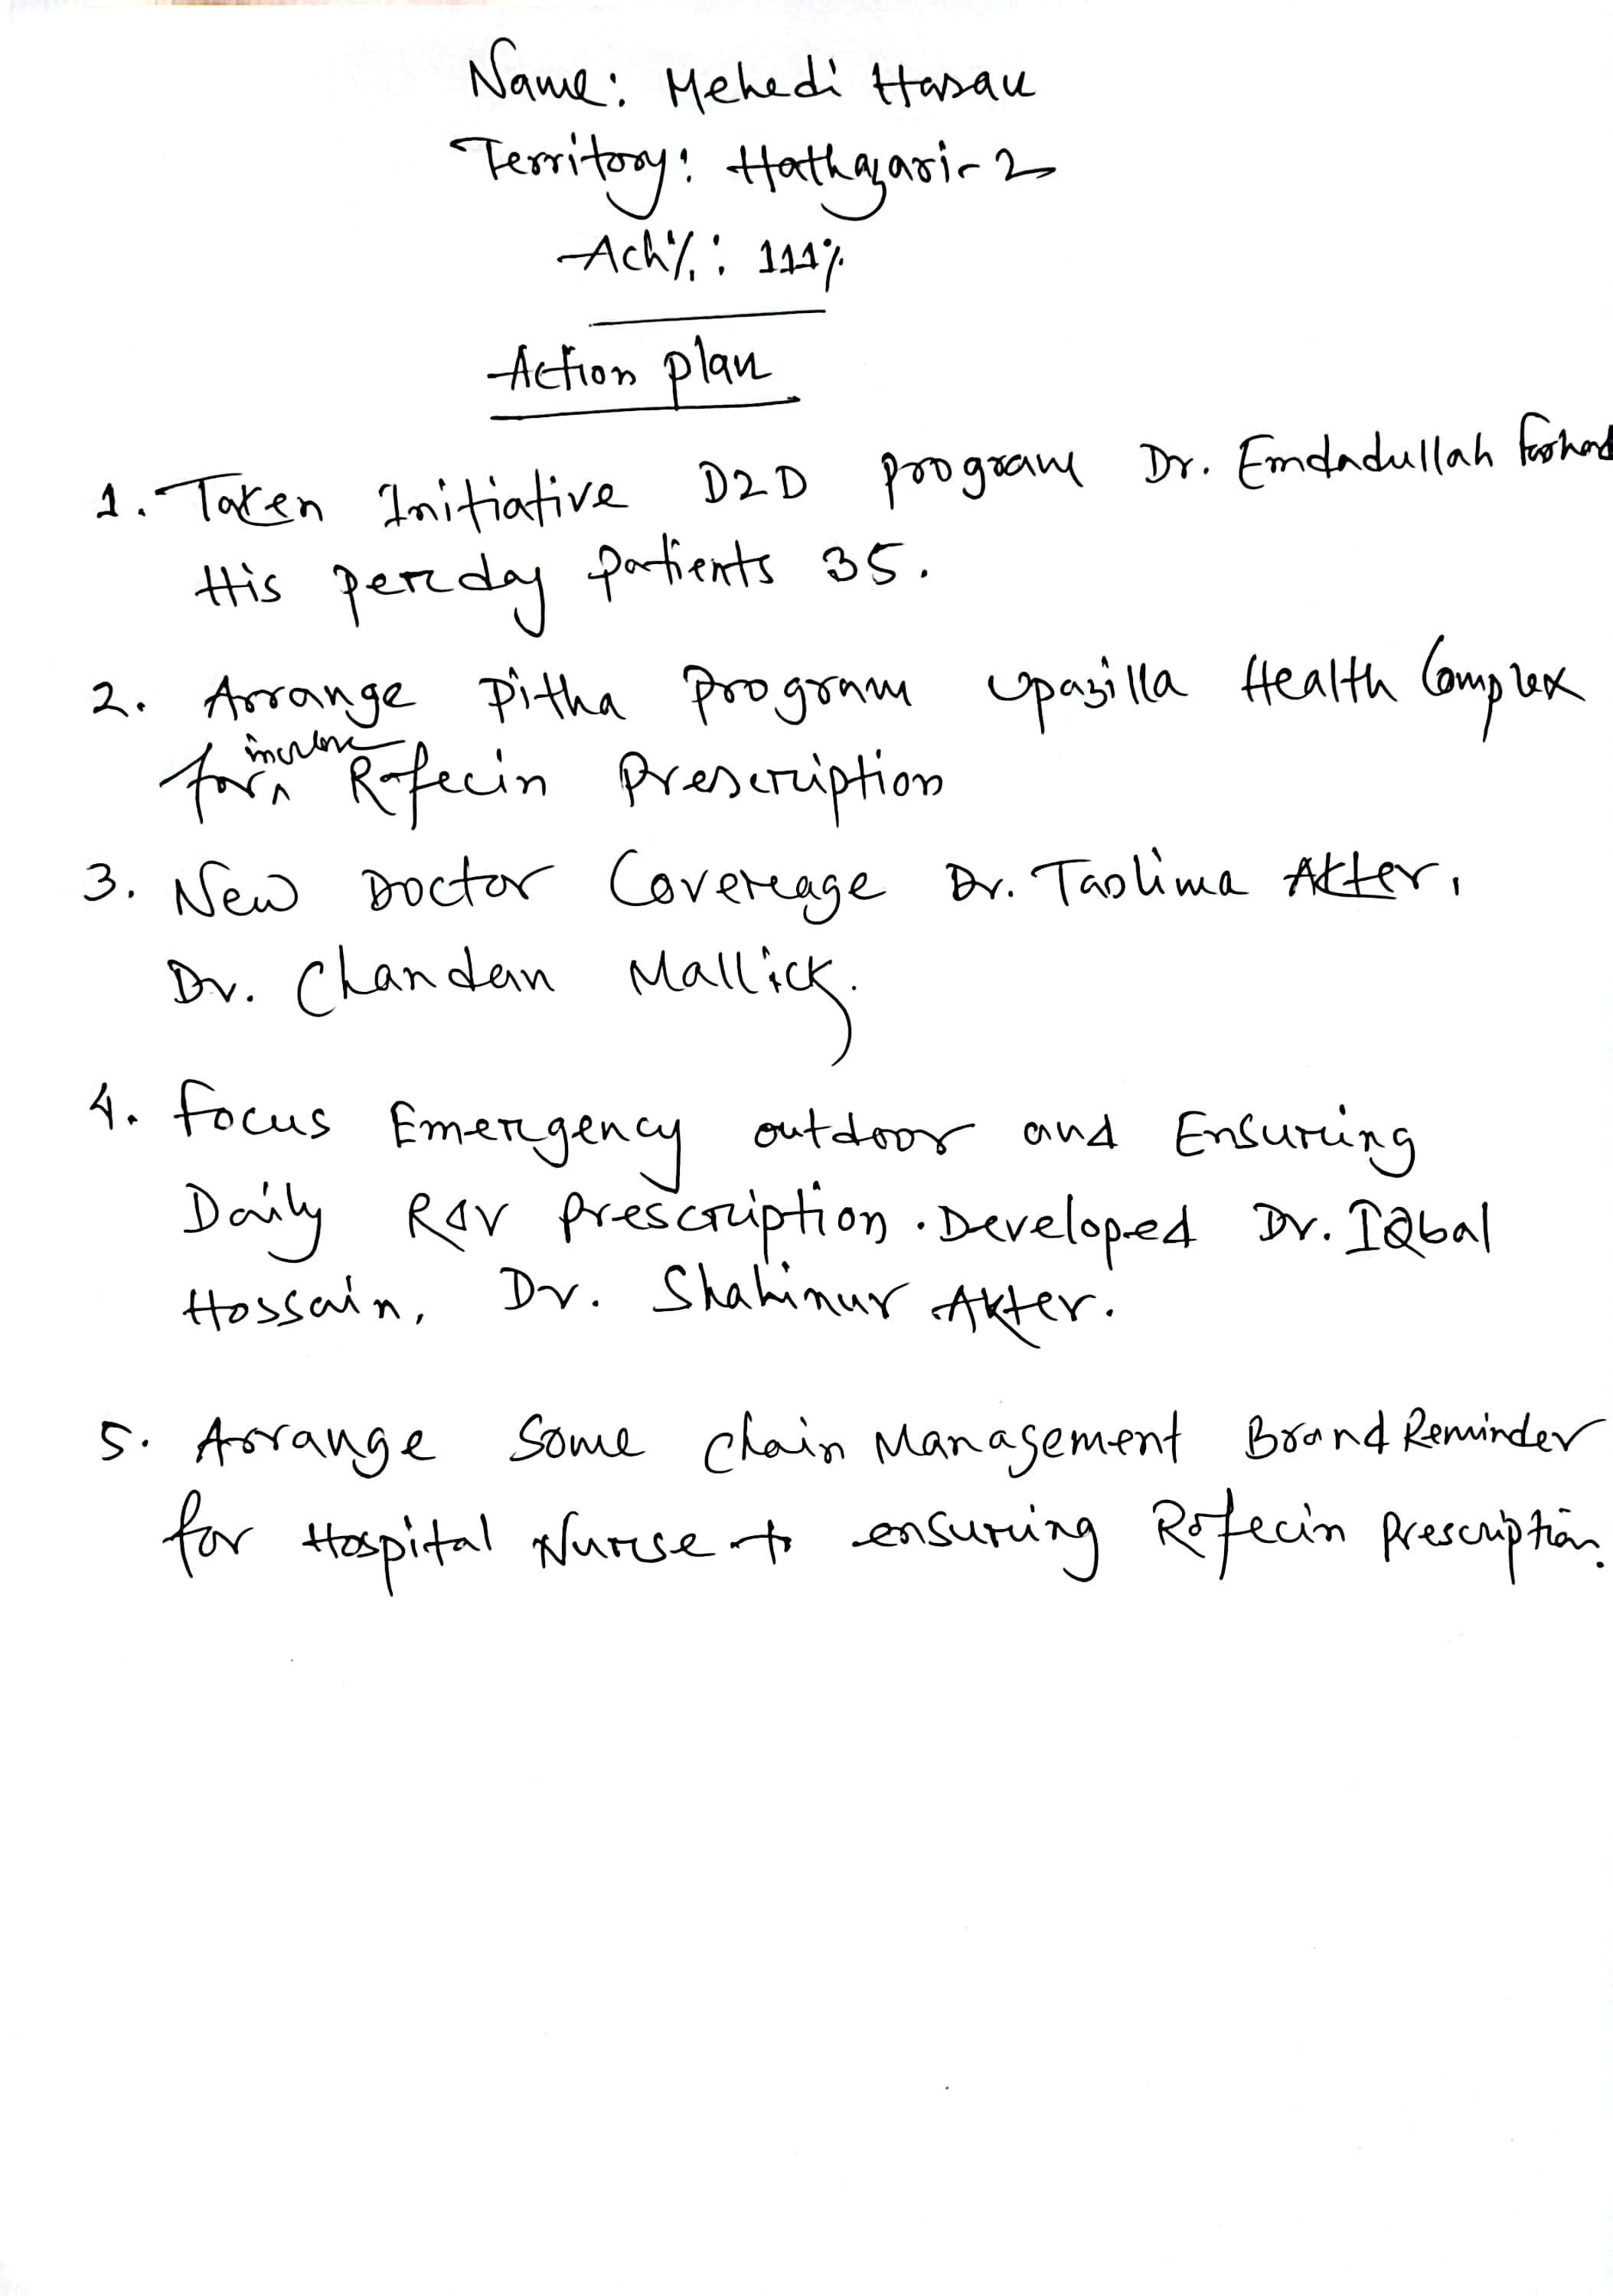 Name: Mehedi Hasan
Territory: Hathazari-2
Ach%: 111%
Action plan
1. Taken Initiative D2D program Dr. Emdadullah Farhad
His per day patients 35.
2. Arrange Pitha Program Upazilla Health Complex
for increase Rofecin Prescription
3. New Doctor Covereage Dr. Taslima Akter,
Dr. Chandan Mallick.
4. Focus Emergency outdoor and Ensuring
Daily Prescription. Developed Dr. IQbal
Hossain, Dr. Shahinur Akter.
5. Arrange Some Chain Management Brand Reminder
for Hospital Nurse to ensuring Rofecin Prescription.